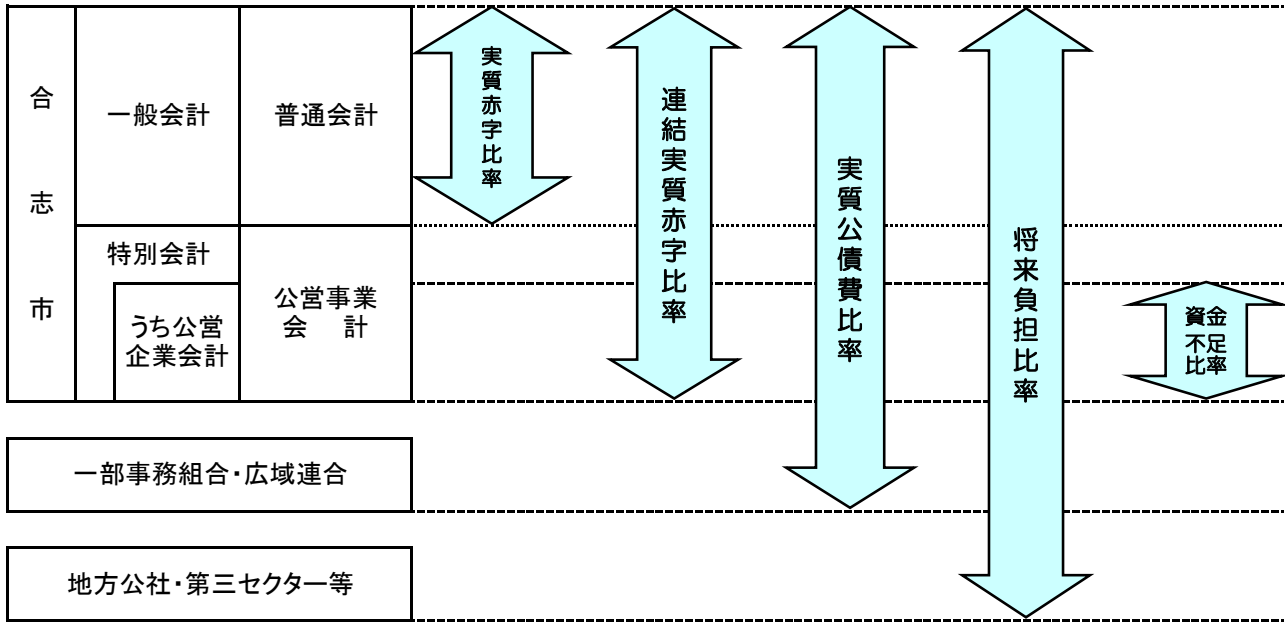 合志市
一般会計
普通会計
実質赤字比率
連結実質赤字比率
実質公債費比率
将来負担比率
特別会計
うち公営
企業会計
公営事業
会　計
資金
不足
比率
一部事務組合・広域連合
地方公社・第三セクター等